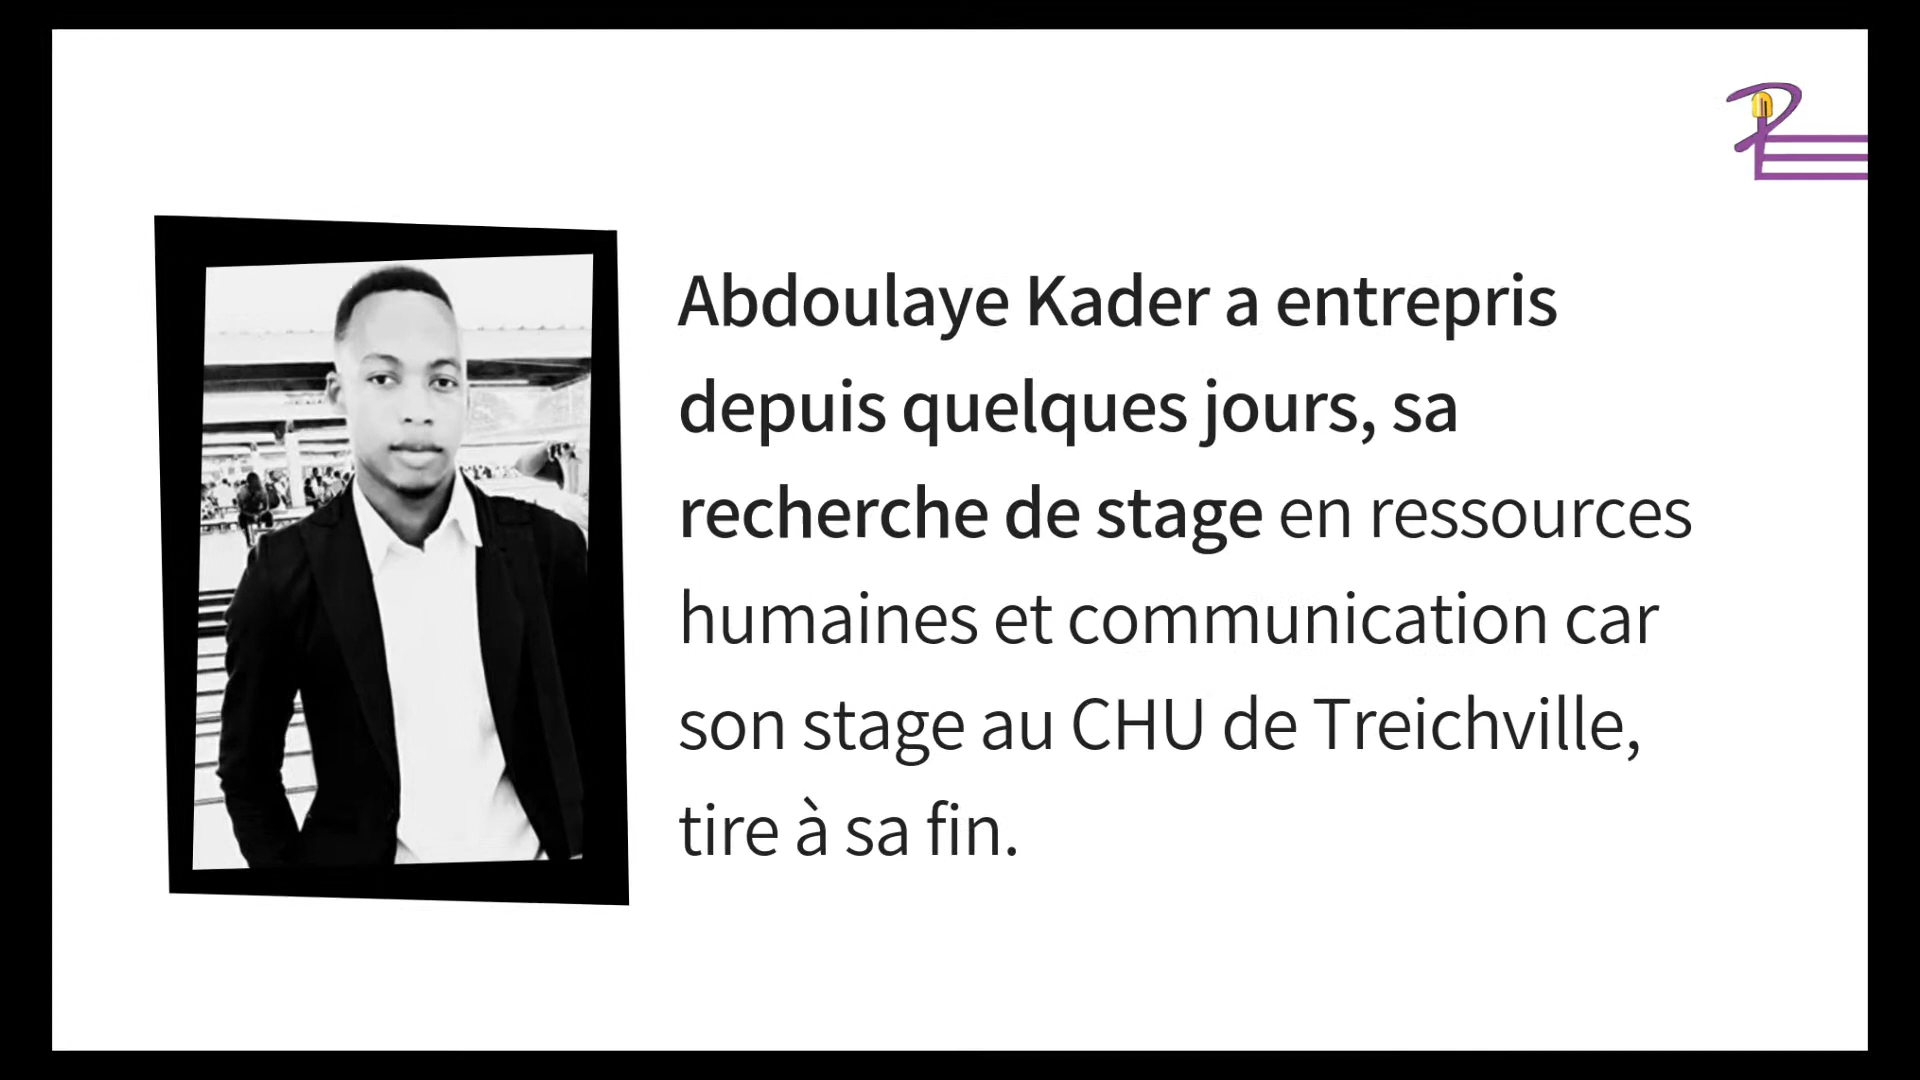 Abdoulaye Kader a entrepris
depuis quelques jours, sa
recherche de stage en ressources
humaines et communication car
son stage au CHU de Treichville,
tire à sa fin.